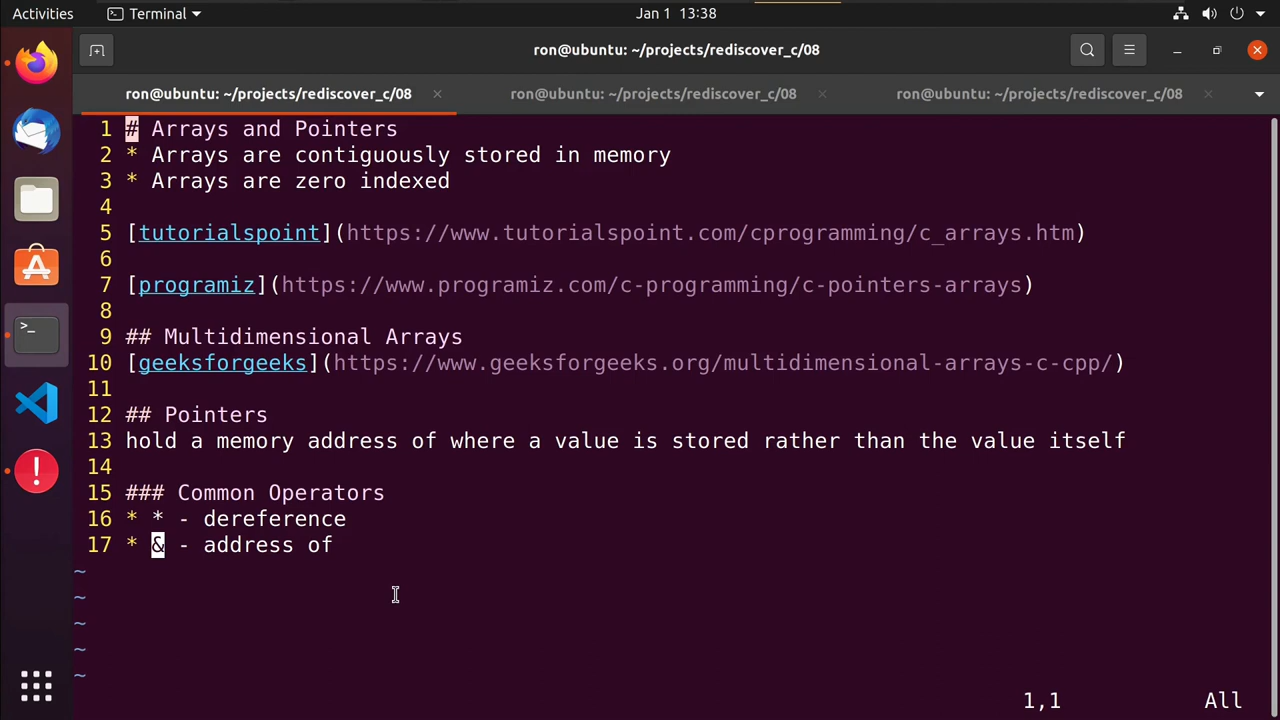 Activities Terminal Jan 1 13:38
ron@ubuntu: ~/projects/rediscover_c/08
ron@ubuntu: ~/projects/rediscover_c/08 × ron@ubuntu: ~/projects/rediscover_c/08 × ron@ubuntu: ~/projects/rediscover_c/08 ×
1 # Arrays and Pointers
2 * Arrays are contiguously stored in memory
3 * Arrays are zero indexed
4
5 [tutorialspoint](https://www.tutorialspoint.com/cprogramming/c_arrays.htm)
6
7 [programiz](https://www.programiz.com/c-programming/c-pointers-arrays)
8
9 ## Multidimensional Arrays
10 [geeksforgeeks](https://www.geeksforgeeks.org/multidimensional-arrays-c-cpp/)
11
12 ## Pointers
13 hold a memory address of where a value is stored rather than the value itself
14
15 ### Common Operators
16 * * - dereference
17 * & - address of
~
~
~
~
~
1,1 All